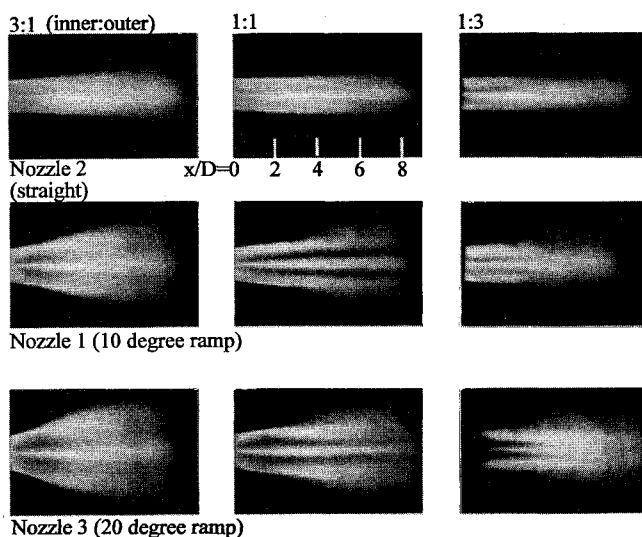 3:1 (inner:outer) 1:1 1:3
Nozzle 2 x/D=0 2 4 6 8
(straight)
Nozzle 1 (10 degree ramp)
Nozzle 3 (20 degree ramp)